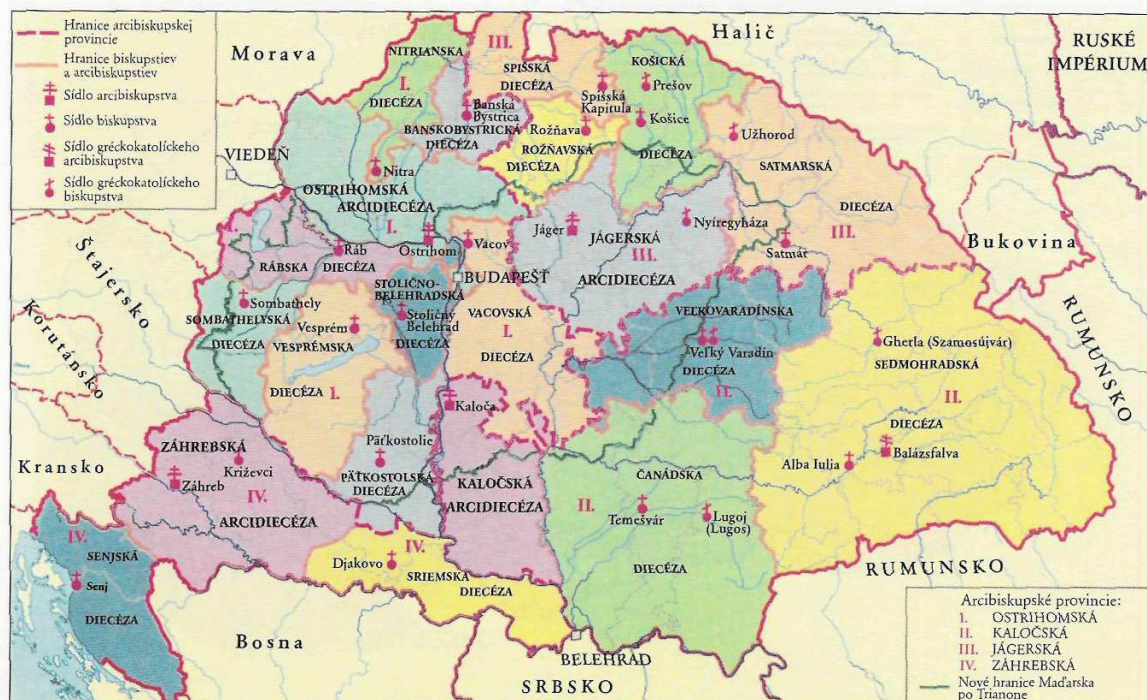 Hranice arcibiskupskej
provincie
Hranice biskupstiev
a arcibiskupstiev
Sídlo arcibiskupstva
Sídlo biskupstva
Sídlo gréckokatolíckeho
arcibiskupstva
Sídlo gréckokatolíckeho
biskupstva
Morava
Halič
RUSKÉ
IMPÉRIUM
NITRIANSKA
I.
DIECÉZA
III.
SPIŠSKÁ
DIECÉZA
Spišská
Kapitula
KOŠICKÁ
Prešov
Košice
DIECÉZA
Banská
Bystrica
BANSKOBYSTRICKÁ
DIECÉZA
Rožňava
ROŽŇAVSKÁ
DIECÉZA
Užhorod
SATMARSKÁ
DIECÉZA
III.
Satmár
VIEDEŇ
Nitra
OSTRIHOMSKÁ
ARCIDIECÉZA
I.
Ostrihom
Jáger
JÁGERSKÁ
III.
ARCIDIECÉZA
Nyíregyháza
Bukovina
Štajersko
Korutánsko
Kransko
RUMUNSKO
Ráb
RÁBSKA
DIECÉZA
Vacov
BUDAPEŠŤ
VACOVSKÁ
I.
DIECÉZA
STOLIČNO-
BELEHRADSKÁ
Stoličný
Belehrad
DIECÉZA
Sombathely
SOMBATHELYSKÁ
DIECÉZA
Vesprém
VESPRÉMSKA
DIECÉZA
I.
VEĽKOVARADÍNSKA
Veľký Varadín
DIECÉZA
II.
Gherla (Szamosújvár)
SEDMOHRADSKÁ
II.
DIECÉZA
Alba Iulia
Balázsfalva
Kaloča
KALOČSKÁ
ARCIDIECÉZA
Päťkostolie
PÄŤKOSTOLSKÁ
DIECÉZA
ČANÁDSKA
II.
Temešvár
Lugoj
(Lugos)
DIECÉZA
ZÁHREBSKÁ
Križevci
Záhreb
IV.
ARCIDIECÉZA
IV.
SENJSKÁ
Senj
DIECÉZA
IV.
Djakovo
SRIEMSKA
DIECÉZA
Bosna
BELEHRAD
SRBSKO
RUMUNSKO
Arcibiskupské provincie:
I. OSTRIHOMSKÁ
II. KALOČSKÁ
III. JÁGERSKÁ
IV. ZÁHREBSKÁ
Nové hranice Maďarska
po Trianone